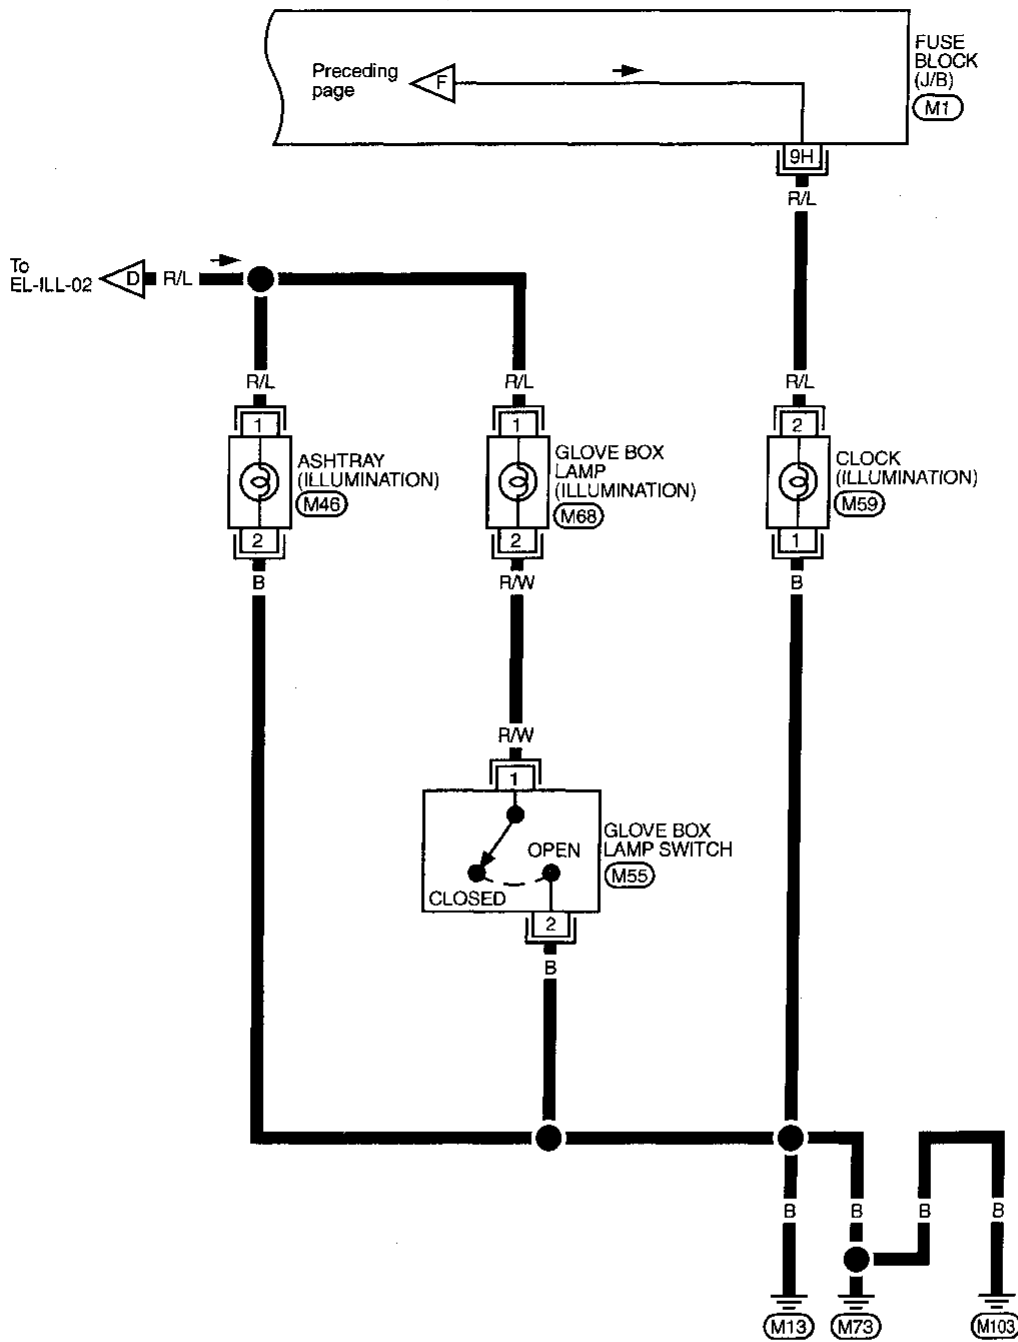 FUSE
BLOCK
(J/B)
M1
Preceding
page
F
9H
R/L
To
EL-ILL-02
D
R/L
R/L
R/L
R/L
1
1
2
ASHTRAY
(ILLUMINATION)
M46
GLOVE BOX
LAMP
(ILLUMINATION)
M68
CLOCK
(ILLUMINATION)
M59
2
2
1
B
R/W
B
R/W
1
GLOVE BOX
LAMP SWITCH
M55
OPEN
CLOSED
2
B
B
B
B
B
M13
M73
M103